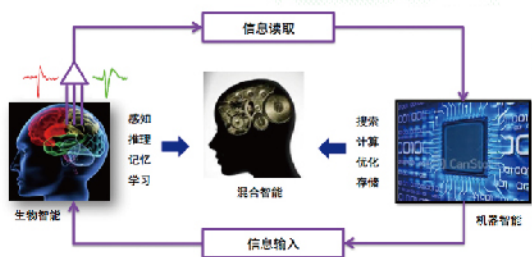 信息读取
感知
推理
记忆
学习
搜索
计算
优化
存储
混合智能
生物智能
机器智能
信息输入